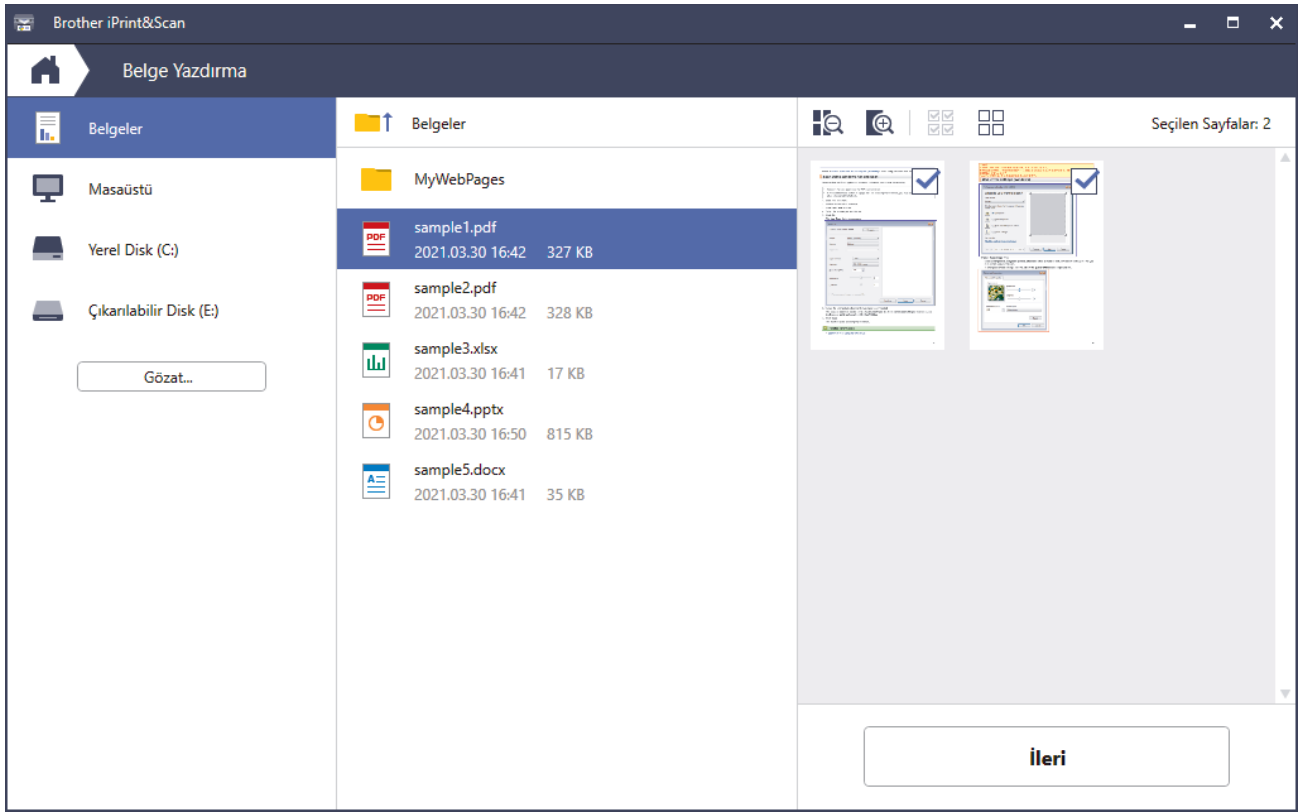 Brother iPrint&Scan
Belge Yazdırma
Belgeler
Masaüstü
Yerel Disk (C:)
Çıkarılabilir Disk (E:)
Gözat...
Belgeler
MyWebPages
sample1.pdf
2021.03.30 16:42 327 KB
sample2.pdf
2021.03.30 16:42 328 KB
sample3.xlsx
2021.03.30 16:41 17 KB
sample4.pptx
2021.03.30 16:50 815 KB
sample5.docx
2021.03.30 16:41 35 KB
PDF
PDF
A
Seçilen Sayfalar: 2
İleri